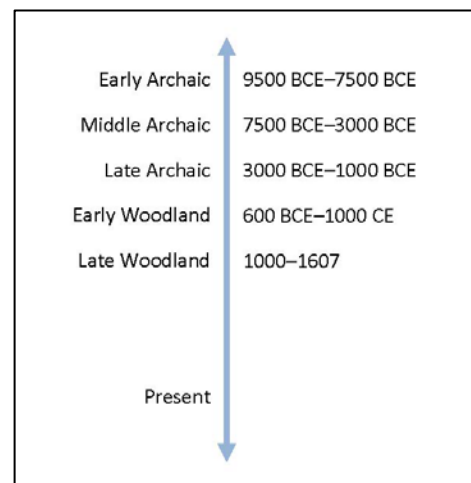 Early Archaic 9500 BCE–7500 BCE
Middle Archaic 7500 BCE–3000 BCE
Late Archaic 3000 BCE–1000 BCE
Early Woodland 600 BCE–1000 CE
Late Woodland 1000–1607
Present